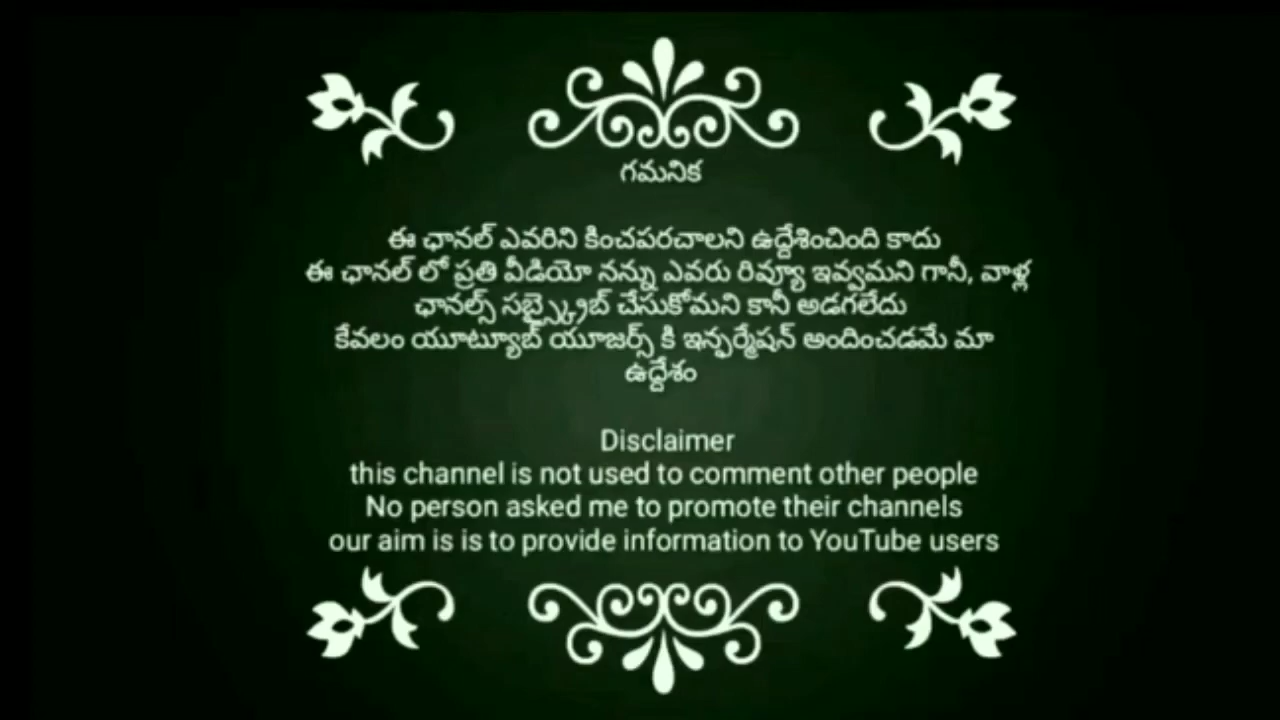 గమనిక
ఈ ఛానల్ ఎవరిని కించపరచాలని ఉద్దేశించింది కాదు
ఈ ఛానల్ లో ప్రతి వీడియో నన్ను ఎవరు రివ్యూ ఇవ్వమని గానీ, వాళ్ల
ఛానల్స్ సబ్స్క్రైబ్ చేసుకోమని కానీ అడగలేదు
కేవలం యూట్యూబ్ యూజర్స్ కి ఇన్ఫర్మేషన్ అందించడమే మా
ఉద్దేశం
Disclaimer
this channel is not used to comment other people
No person asked me to promote their channels
our aim is is to provide information to YouTube users